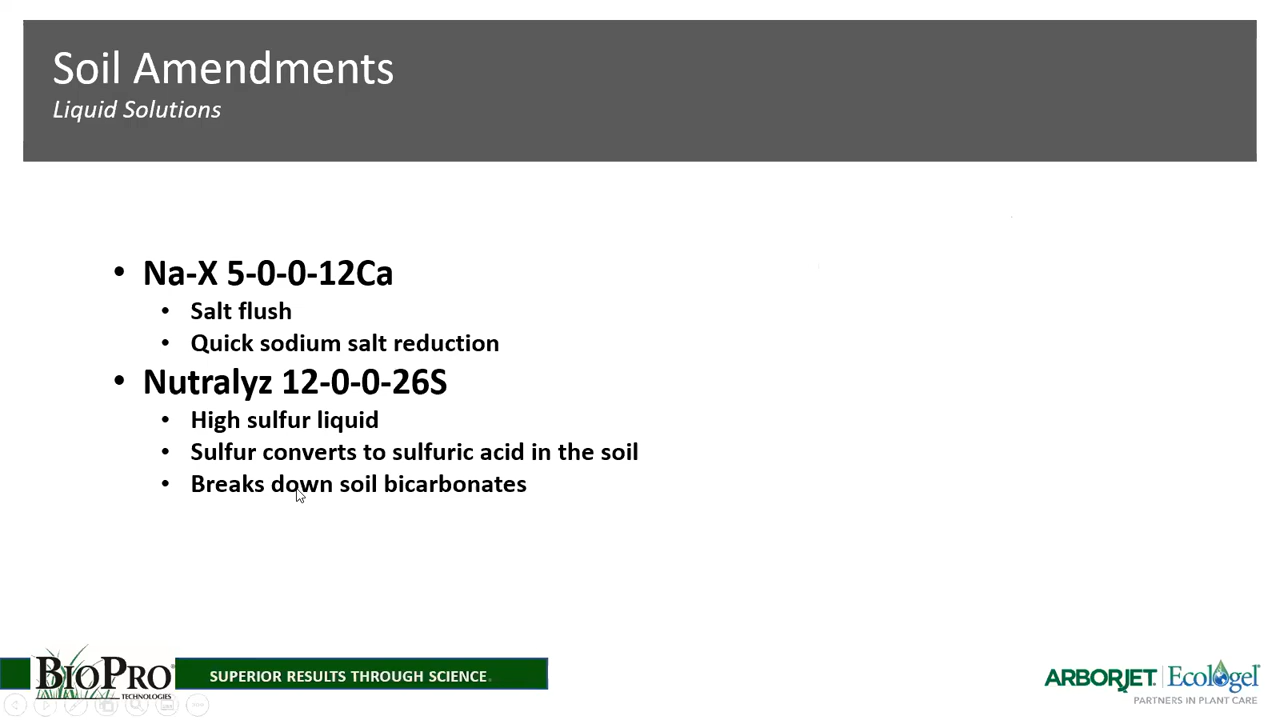 Soil Amendments
Liquid Solutions
• Na-X 5-0-0-12Ca
• Salt flush
• Quick sodium salt reduction
• Nutralyz 12-0-0-26S
• High sulfur liquid
• Sulfur converts to sulfuric acid in the soil
• Breaks down soil bicarbonates
BIOPRO®
TECHNOLOGIES
SUPERIOR RESULTS THROUGH SCIENCE.
ARBORJET. | Ecologel
PARTNERS IN PLANT CARE